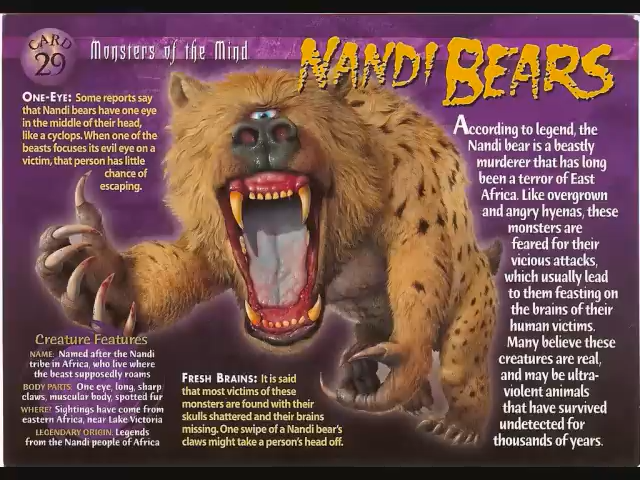 CARD
29
Monsters of the Mind
NANDI BEARS
ONE-EYE: Some reports say
that Nandi bears have one eye
in the middle of their head,
like a cyclops. When one of the
beasts focuses its evil eye on a
victim, that person has little
chance of
escaping.
According to legend, the
Nandi bear is a beastly
murderer that has long
been a terror of East
Africa. Like overgrown
and angry hyenas, these
monsters are
feared for their
vicious attacks,
which usually lead
to them feasting on
the brains of their
human victims.
Many believe these
creatures are real,
and may be ultra-
violent animals
that have survived
undetected for
thousands of years.
Creature Features
NAME: Named after the Nandi
tribe in Africa, who live where
the beast supposedly roams
BODY PARTS: One eye, long, sharp
claws, muscular body, spotted fur
WHERE? Sightings have come from
eastern Africa, near Lake Victoria
LEGENDARY ORIGIN: Legends
from the Nandi people of Africa
FRESH BRAINS: It is said
that most victims of these
monsters are found with their
skulls shattered and their brains
missing. One swipe of a Nandi bear's
claws might take a person's head off.